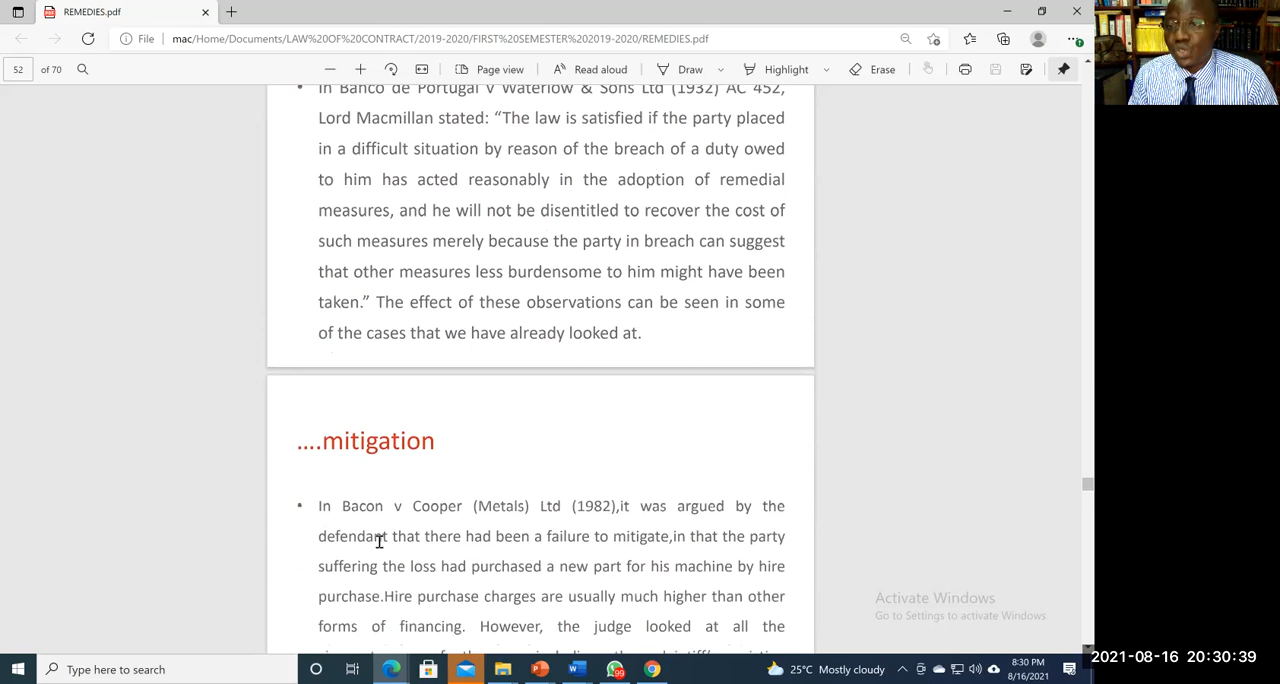 REMEDIES.pdf
File
mac/Home/Documents/LAW%20OF%20CONTRACT/2019-2020/FIRST%20SEMESTER%202019-2020/REMEDIES.pdf
52 of 70
Page view
Read aloud
Draw
Highlight
Erase
• In Banco de Portugal v Waterlow & Sons Ltd (1932) AC 452,
Lord Macmillan stated: “The law is satisfied if the party placed
in a difficult situation by reason of the breach of a duty owed
to him has acted reasonably in the adoption of remedial
measures, and he will not be disentitled to recover the cost of
such measures merely because the party in breach can suggest
that other measures less burdensome to him might have been
taken.” The effect of these observations can be seen in some
of the cases that we have already looked at.
....mitigation
• In Bacon v Cooper (Metals) Ltd (1982),it was argued by the
defendant that there had been a failure to mitigate,in that the party
suffering the loss had purchased a new part for his machine by hire
purchase.Hire purchase charges are usually much higher than other
forms of financing. However, the judge looked at all the
Activate Windows
Go to Settings to activate Windows.
Type here to search
99
25°C Mostly cloudy
8:30 PM
8/16/2021
2021-08-16 20:30:39